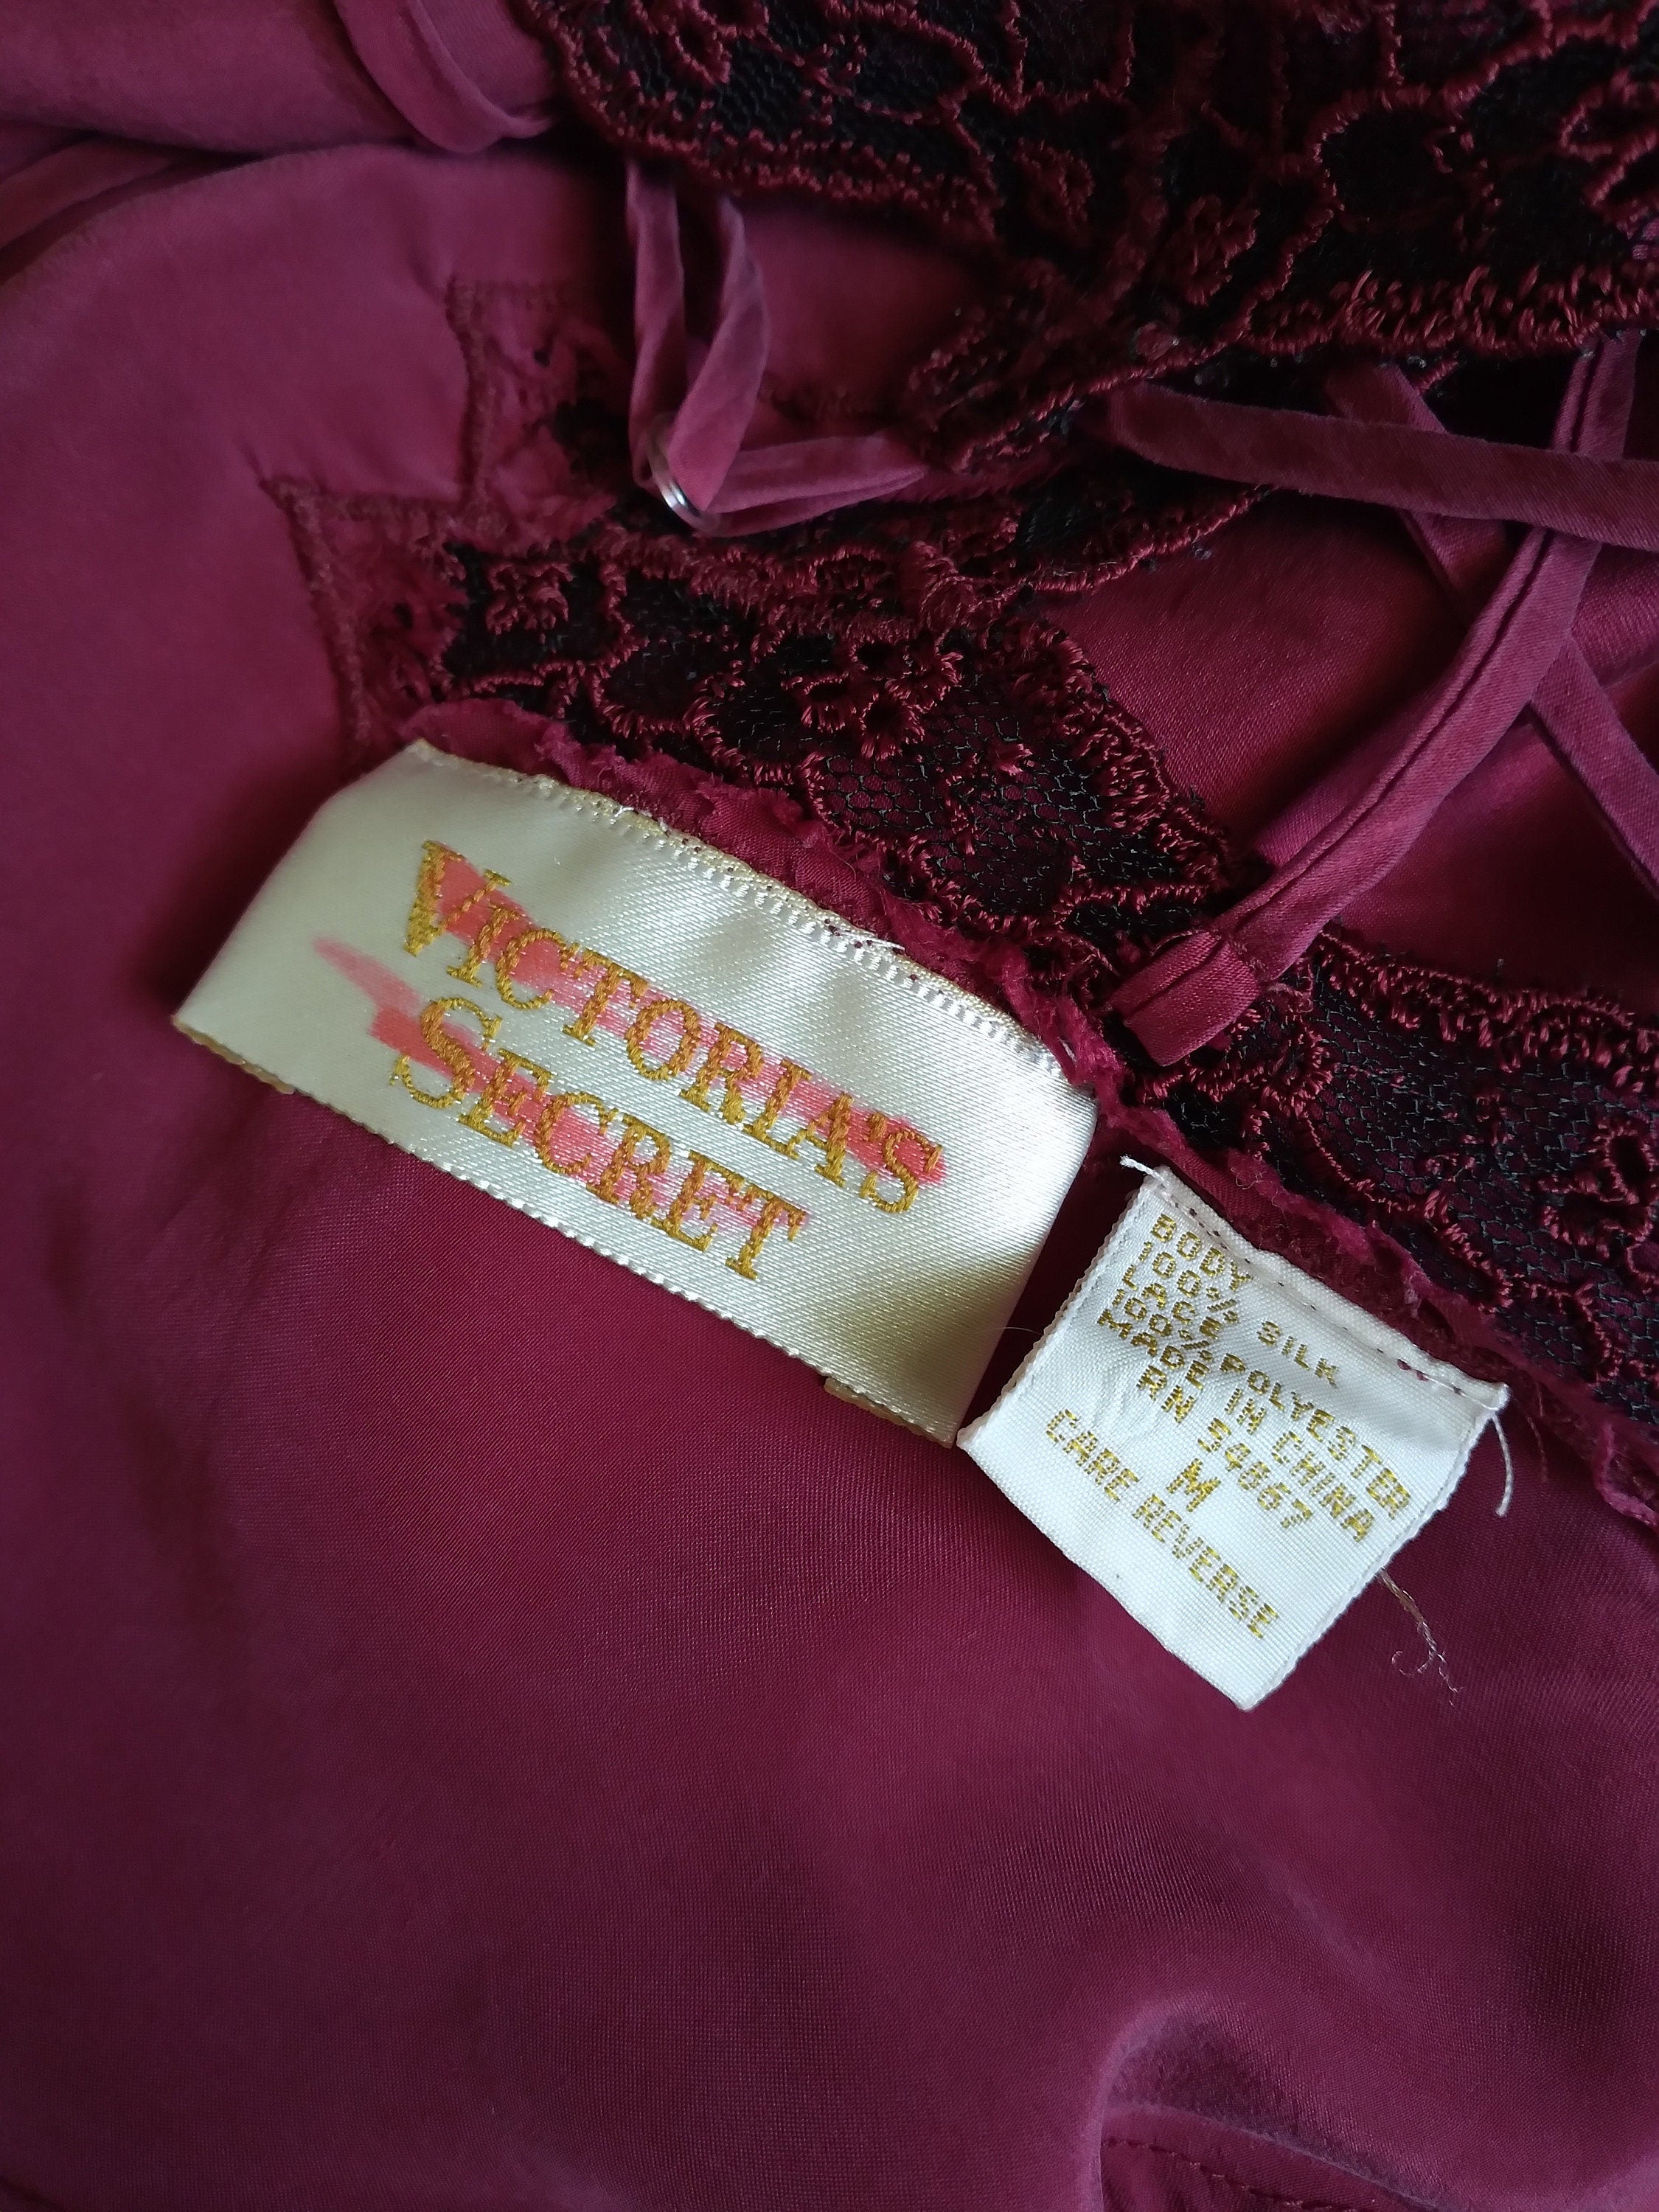 VICTORIA'S
SECRET
BODY
100% SILK
LACE
100% POLYESTER
MADE IN CHINA
RN 54867
M
CARE REVERSE